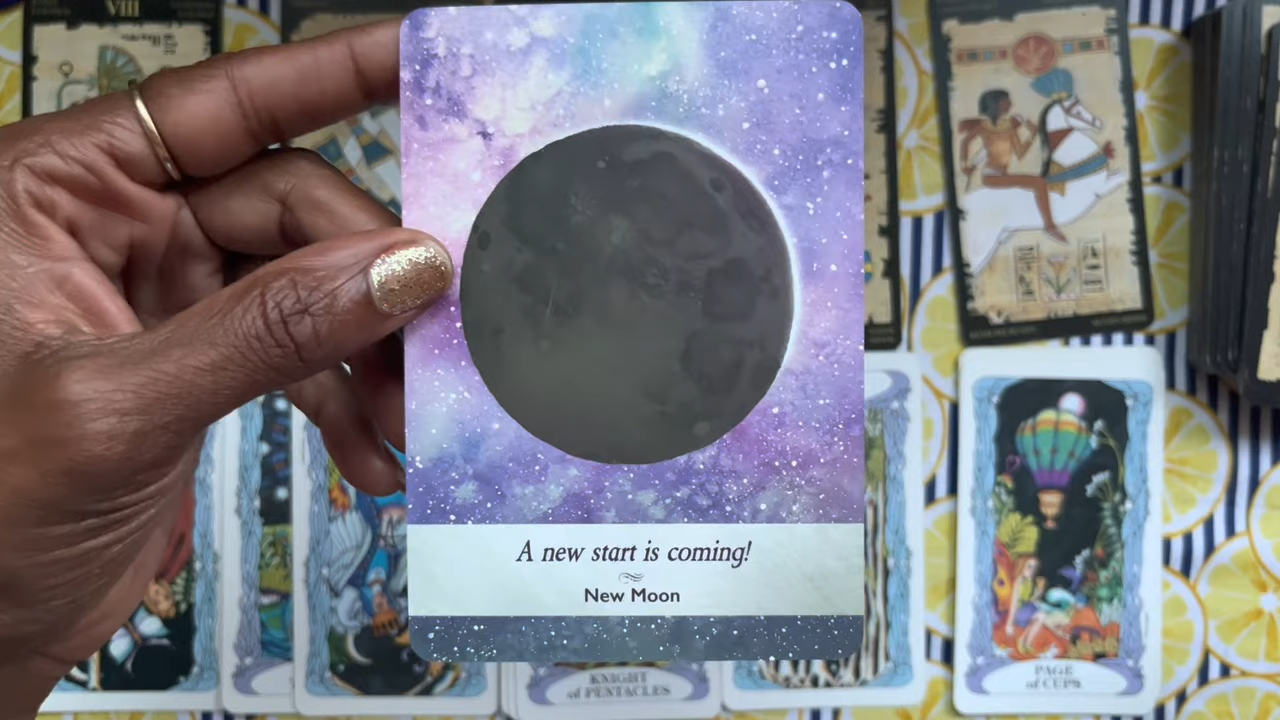 VIII
A new start is coming!
New Moon
KNIGHT
of PENTACLES
PAGE
of CUPS